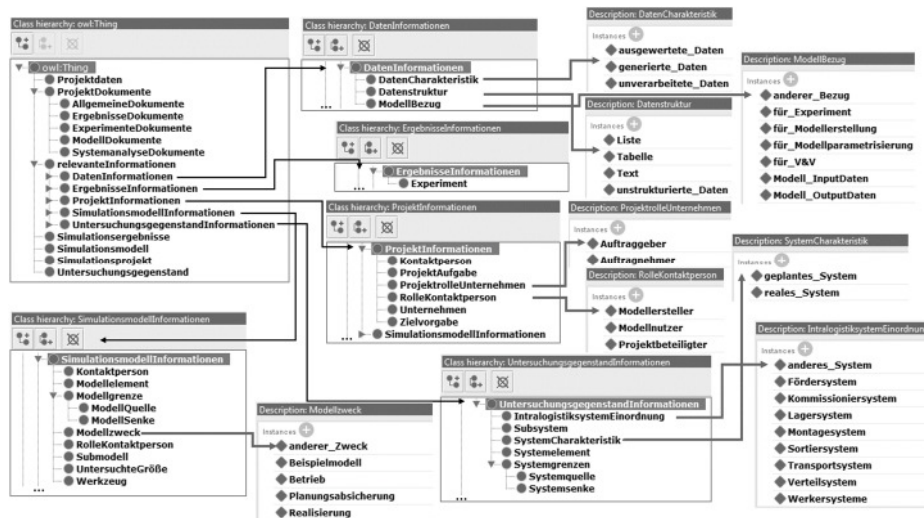 Class hierarchy: owl:Thing
owl:Thing
Projektdaten
ProjektDokumente
AllgemeineDokumente
ErgebnisseDokumente
ExperimenteDokumente
ModellDokumente
SystemanalyseDokumente
relevanteInformationen
DatenInformationen
ErgebnisseInformationen
ProjektInformationen
SimulationsmodellInformationen
UntersuchungsgegenstandInformationen
Simulationsergebnisse
Simulationsmodell
Simulationsprojekt
Untersuchungsgegenstand
Class hierarchy: DatenInformationen
DatenInformationen
DatenCharakteristik
Datenstruktur
ModellBezug
...
Class hierarchy: ErgebnisseInformationen
ErgebnisseInformationen
... Experiment
Class hierarchy: ProjektInformationen
ProjektInformationen
Kontaktperson
ProjektAufgabe
ProjektrolleUnternehmen
RolleKontaktperson
Unternehmen
Zielvorgabe
... SimulationsmodellInformationen
Description: DatenCharakteristik
Instances
ausgewertete_Daten
generierte_Daten
unverarbeitete_Daten
Description: Datenstruktur
Instances
Liste
Tabelle
Text
unstrukturierte_Daten
Description: ModellBezug
Instances
anderer_Bezug
für_Experiment
für_Modellerstellung
für_Modellparametrisierung
für_V&V
Modell_InputDaten
Modell_OutputDaten
Description: ProjektrolleUnternehmen
Instances
Auftraggeber
Auftragnehmer
Description: RolleKontaktperson
Instances
Modellersteller
Modellnutzer
Projektbeteiligter
Description: SystemCharakteristik
Instances
geplantes_System
reales_System
Class hierarchy: SimulationsmodellInformationen
SimulationsmodellInformationen
Kontaktperson
Modellelement
Modellgrenze
ModellQuelle
ModellSenke
Modellzweck
RolleKontaktperson
Submodell
UntersuchteGröße
Werkzeug
...
Description: Modellzweck
Instances
anderer_Zweck
Beispielmodell
Betrieb
Planungsabsicherung
Realisierung
Class hierarchy: UntersuchungsgegenstandInformationen
UntersuchungsgegenstandInformationen
IntralogistiksystemEinordnung
Subsystem
SystemCharakteristik
Systemelement
Systemgrenzen
Systemquelle
Systemsenke
...
Description: IntralogistiksystemEinordnun
Instances
anderes_System
Fördersystem
Kommissioniersystem
Lagersystem
Montagesystem
Sortiersystem
Transportsystem
Verteilsystem
Werkersysteme